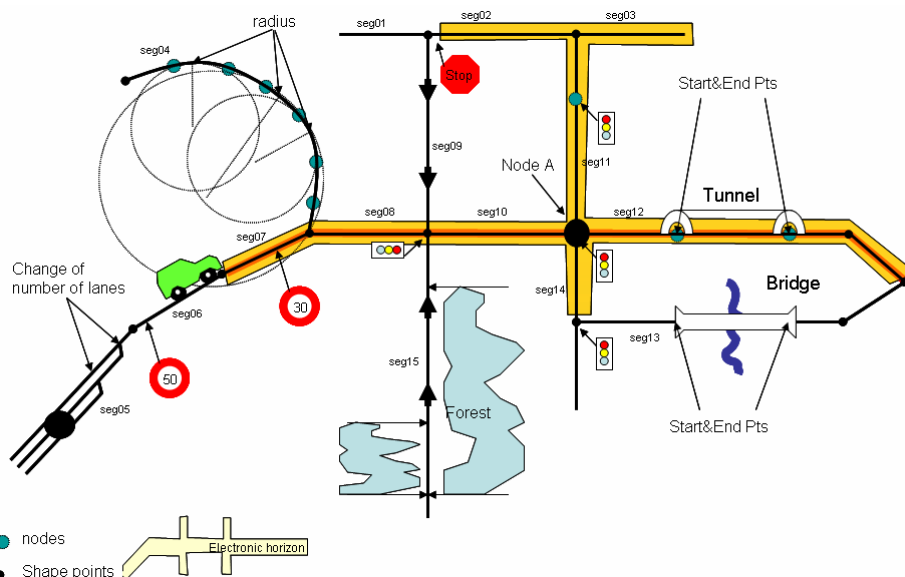 radius
seg01
seg02
seg03
seg04
Stop
Start&End Pts
seg09
Node A
seg11
Tunnel
seg08
seg10
seg12
seg07
Change of
number of lanes
seg14
Bridge
seg06
30
seg13
50
seg15
seg05
Forest
Start&End Pts
nodes
Electronic horizon
Shape points